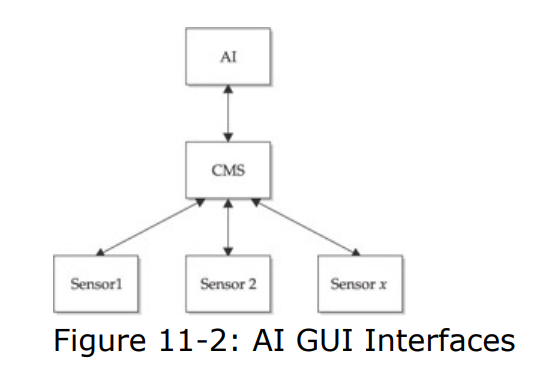 AI
CMS
Sensor1
Sensor 2
Sensor x
Figure 11-2: AI GUI Interfaces